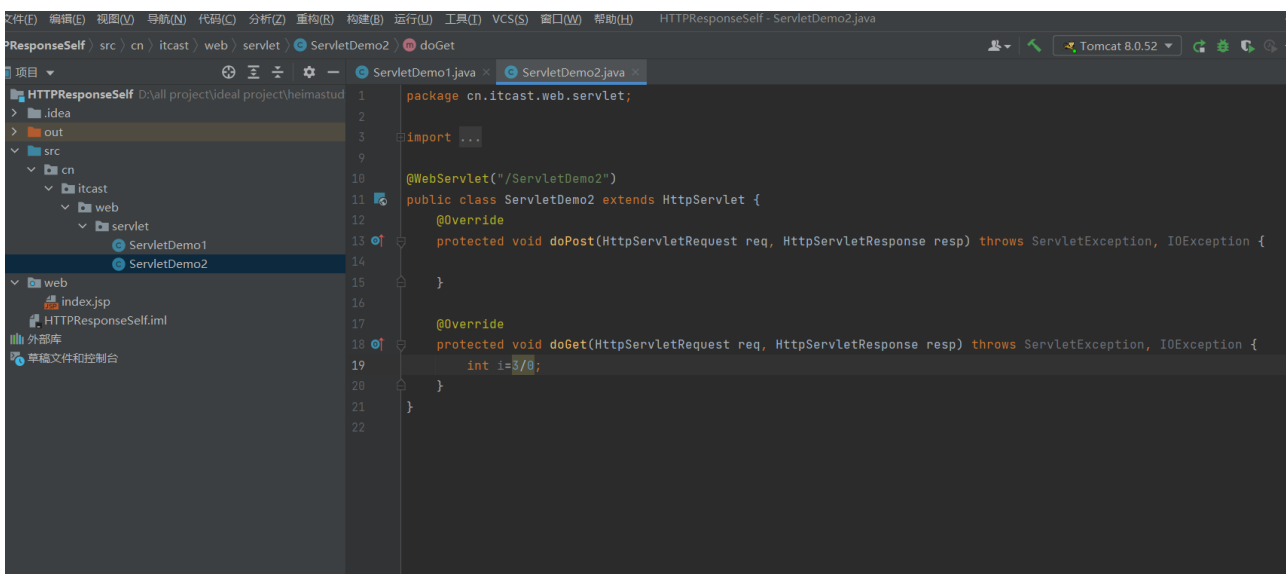 文件(F) 编辑(E) 视图(V) 导航(N) 代码(C) 分析(Z) 重构(R) 构建(B) 运行(U) 工具(T) VCS(S) 窗口(W) 帮助(H) HTTPResponseSelf - ServletDemo2.java
PResponseSelf 〉 src 〉 cn 〉 itcast 〉 web 〉 servlet 〉 ServletDemo2 〉 doGet Tomcat 8.0.52
项目 ServletDemo1.java × ServletDemo2.java ×
HTTPResponseSelf D:\all project\ideal project\heimastud
.idea
out
src
cn
itcast
web
servlet
ServletDemo1
ServletDemo2
web
index.jsp
HTTPResponseSelf.iml
外部库
草稿文件和控制台
1 package cn.itcast.web.servlet;
2
3 import ...
9
10 @WebServlet("/ServletDemo2")
11 public class ServletDemo2 extends HttpServlet {
12 @Override
13 protected void doPost(HttpServletRequest req, HttpServletResponse resp) throws ServletException, IOException {
14
15 }
16
17 @Override
18 protected void doGet(HttpServletRequest req, HttpServletResponse resp) throws ServletException, IOException {
19 int i=3/0;
20 }
21 }
22